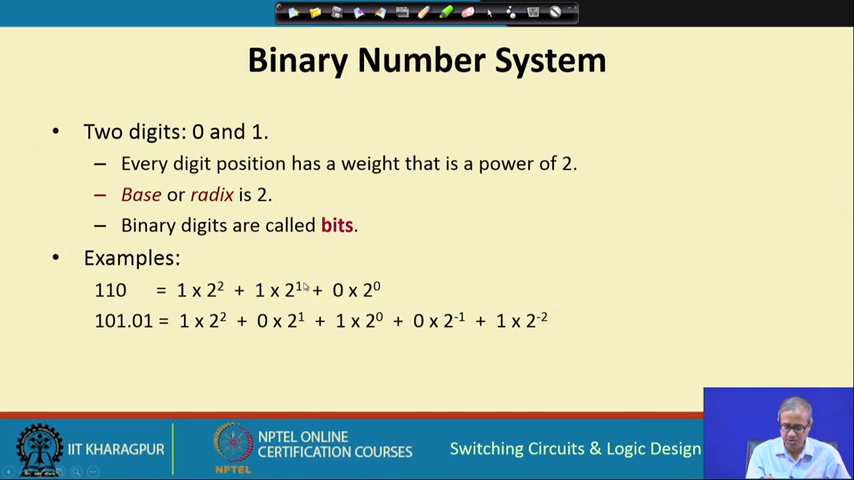 Binary Number System
• Two digits: 0 and 1.
– Every digit position has a weight that is a power of 2.
– Base or radix is 2.
– Binary digits are called bits.
• Examples:
110 = 1 x 2² + 1 x 2¹ + 0 x 2⁰
101.01 = 1 x 2² + 0 x 2¹ + 1 x 2⁰ + 0 x 2⁻¹ + 1 x 2⁻²
IIT KHARAGPUR
NPTEL
NPTEL ONLINE
CERTIFICATION COURSES
Switching Circuits & Logic Design